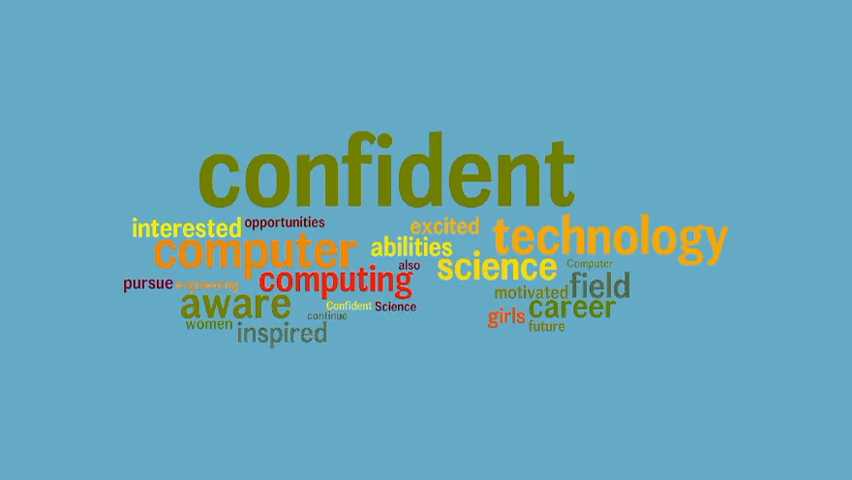 confident
interested opportunities excited technology
computer abilities
also science Computer
pursue engineering computing motivated field
aware Confident Science career
women continue girls future
inspired